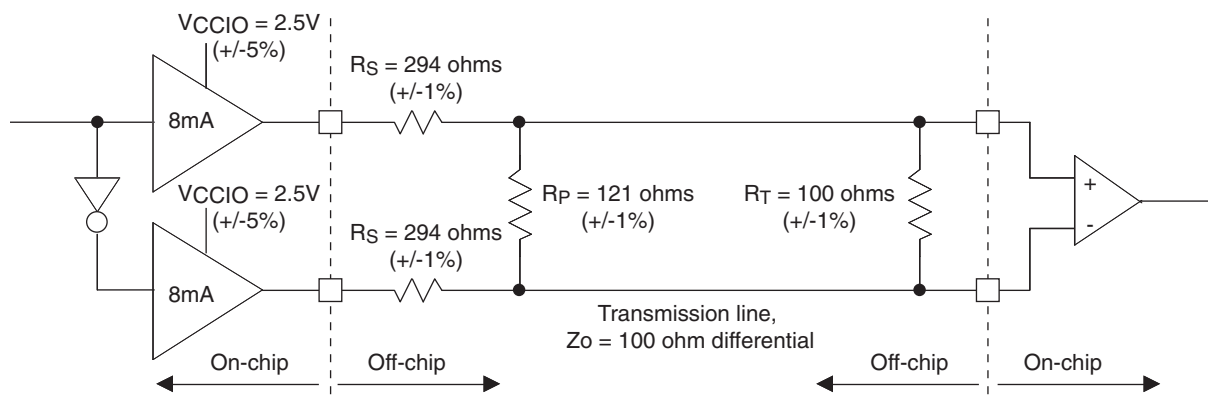 VCCIO = 2.5V
(+/-5%)
8mA
RS = 294 ohms
(+/-1%)
VCCIO = 2.5V
(+/-5%)
8mA
RS = 294 ohms
(+/-1%)
RP = 121 ohms
(+/-1%)
RT = 100 ohms
(+/-1%)
+
-
Transmission line,
Zo = 100 ohm differential
On-chip
Off-chip
Off-chip
On-chip